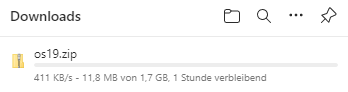 Downloads
os19.zip
411 KB/s - 11,8 MB von 1,7 GB, 1 Stunde verbleibend